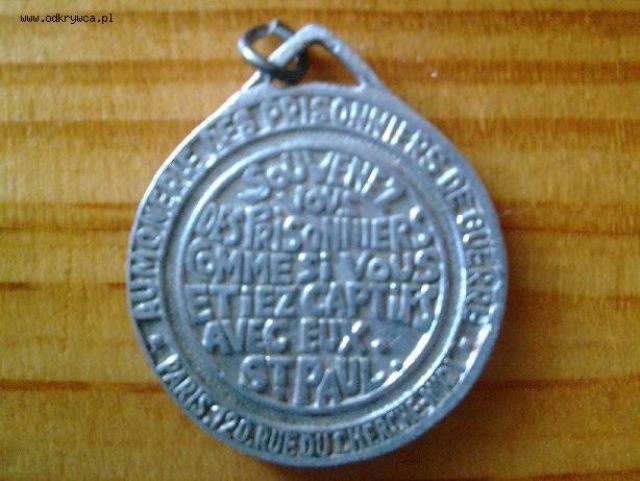 www.odkrywca.pl
AUMONERIE DES PRISONNIERS DE GUERRE
SOUVENEZ
VOUS
DES PRISONNIERS
COMME SI VOUS
ETIEZ CAPTIFS
AVEC EUX..
ST PAUL.
PARIS.120.RUE DU CHERCHE-MIDI